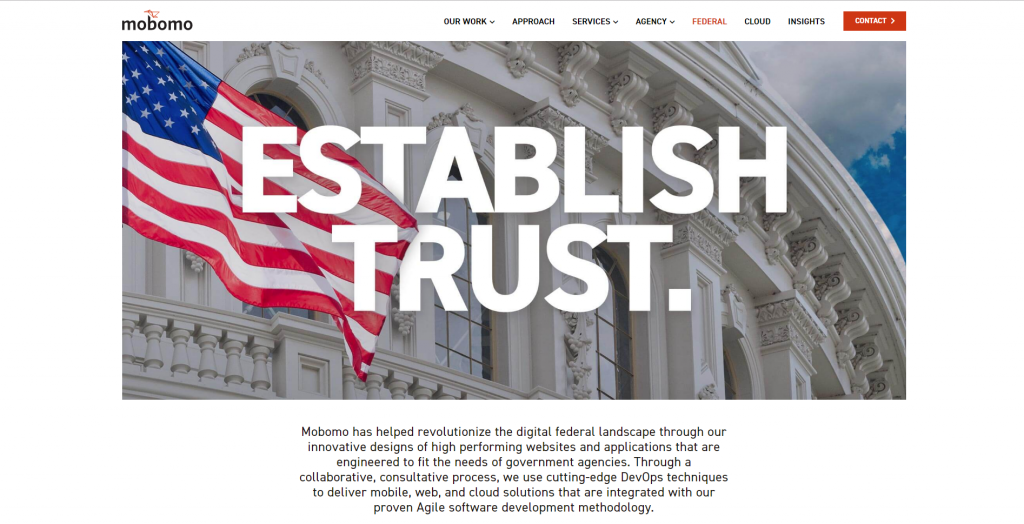 mobomo
OUR WORK
APPROACH
SERVICES
AGENCY
FEDERAL
CLOUD
INSIGHTS
CONTACT
ESTABLISH
TRUST.
Mobomo has helped revolutionize the digital federal landscape through our
innovative designs of high performing websites and applications that are
engineered to fit the needs of government agencies. Through a
collaborative, consultative process, we use cutting-edge DevOps techniques
to deliver mobile, web, and cloud solutions that are integrated with our
proven Agile software development methodology.